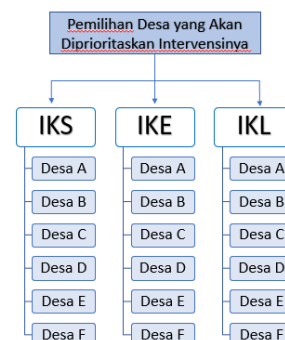 Pemilihan Desa yang Akan
Diprioritaskan Intervensinya
IKS
IKE
IKL
Desa A
Desa A
Desa A
Desa B
Desa B
Desa B
Desa C
Desa C
Desa C
Desa D
Desa D
Desa D
Desa E
Desa E
Desa E
Desa F
Desa F
Desa F